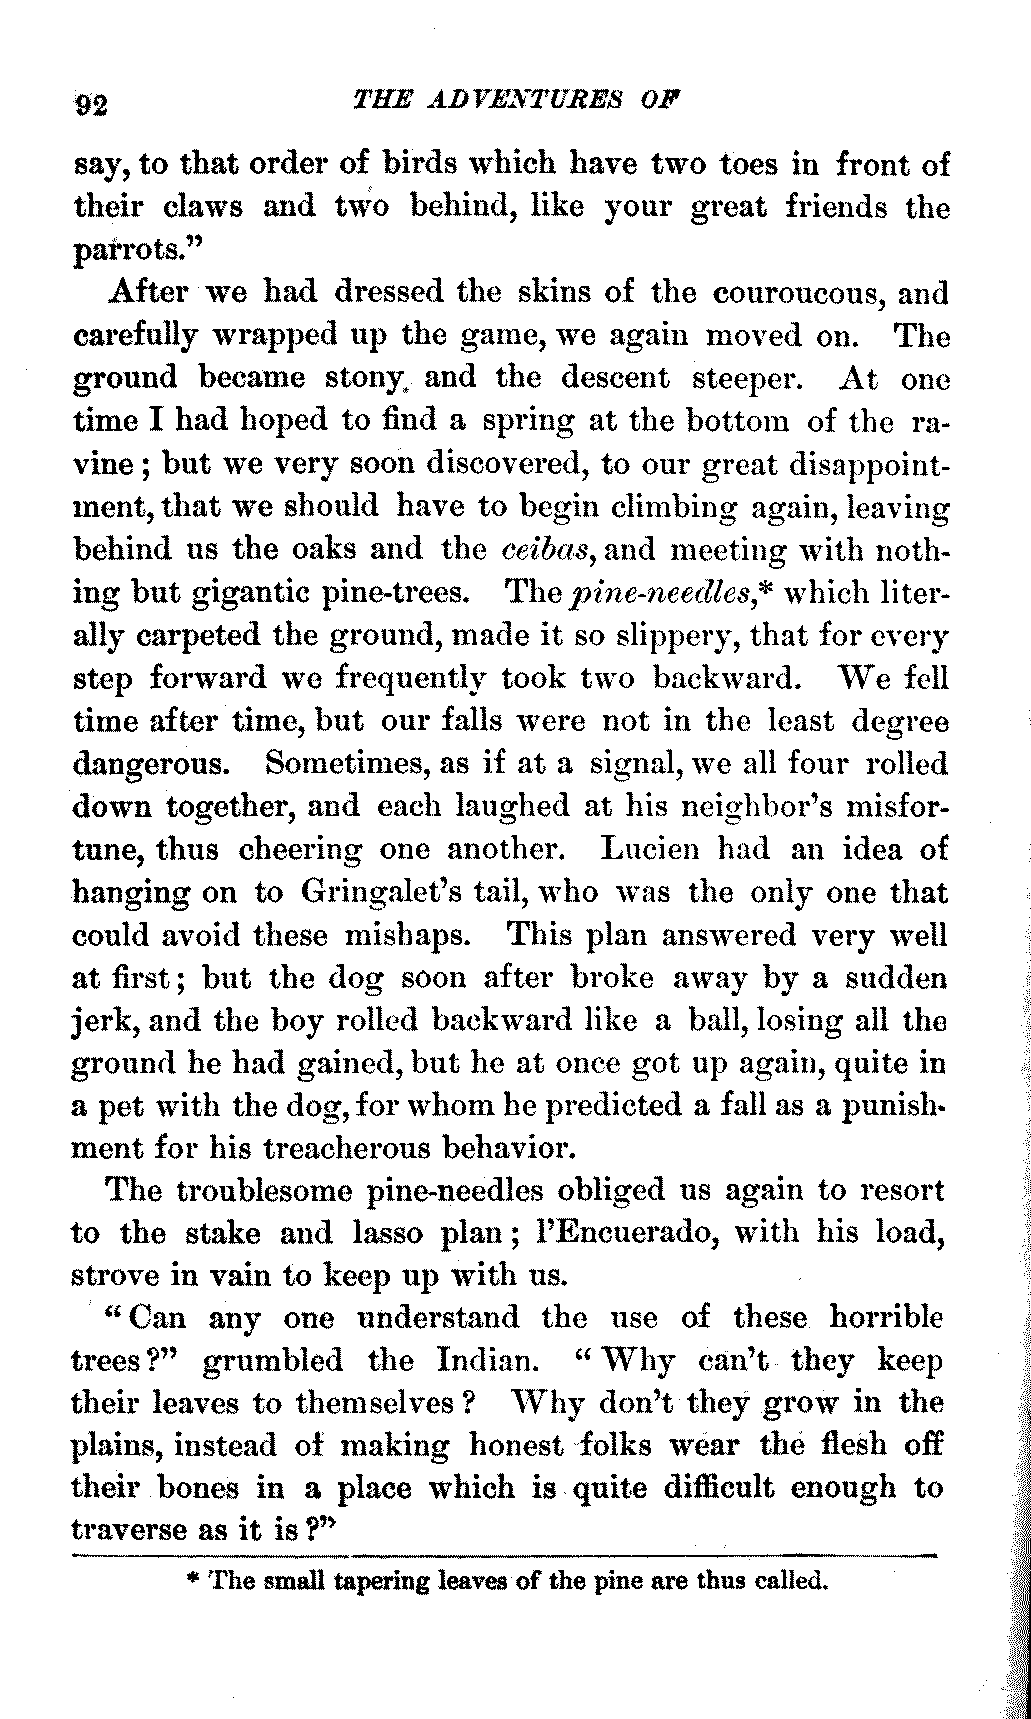 92 THE ADVENTURES OF
say, to that order of birds which have two toes in front of
their claws and two behind, like your great friends the
parrots."
After we had dressed the skins of the couroucous, and
carefully wrapped up the game, we again moved on. The
ground became stony, and the descent steeper. At one
time I had hoped to find a spring at the bottom of the ra-
vine; but we very soon discovered, to our great disappoint-
ment, that we should have to begin climbing again, leaving
behind us the oaks and the ceibas, and meeting with noth-
ing but gigantic pine-trees. The pine-needles,* which liter-
ally carpeted the ground, made it so slippery, that for every
step forward we frequently took two backward. We fell
time after time, but our falls were not in the least degree
dangerous. Sometimes, as if at a signal, we all four rolled
down together, and each laughed at his neighbor's misfor-
tune, thus cheering one another. Lucien had an idea of
hanging on to Gringalet's tail, who was the only one that
could avoid these mishaps. This plan answered very well
at first; but the dog soon after broke away by a sudden
jerk, and the boy rolled backward like a ball, losing all the
ground he had gained, but he at once got up again, quite in
a pet with the dog, for whom he predicted a fall as a punish-
ment for his treacherous behavior.
The troublesome pine-needles obliged us again to resort
to the stake and lasso plan; l'Encuerado, with his load,
strove in vain to keep up with us.
"Can any one understand the use of these horrible
trees?" grumbled the Indian. "Why can't they keep
their leaves to themselves? Why don't they grow in the
plains, instead of making honest folks wear the flesh off
their bones in a place which is quite difficult enough to
traverse as it is?"
* The small tapering leaves of the pine are thus called.